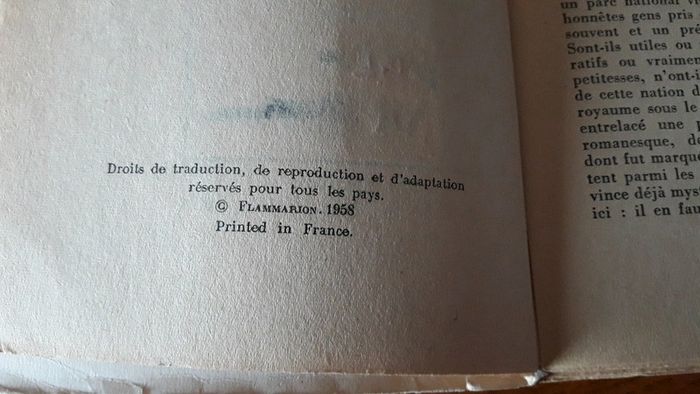 Droits de traduction, de reproduction et d'adaptation
réservés pour tous les pays.
© FLAMMARION. 1958
Printed in France.
un parc national
honnêtes gens pris
souvent et un pré
Sont-ils utiles ou
ratifs ou vraimen
petitesses, n'ont-i
de cette nation d
royaume sous le
entrelacé une p
romanesque, de
dont fut marqu
tent parmi les
vince déjà mys
ici : il en fau